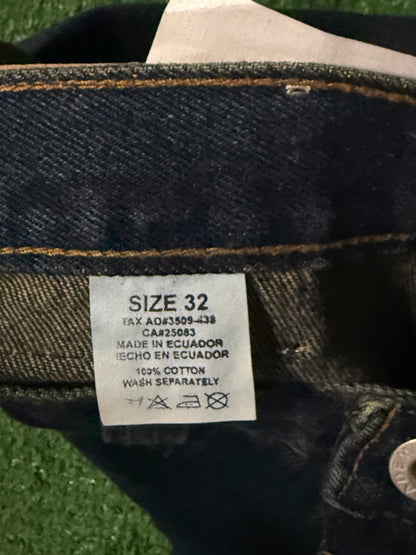 SIZE 32
TAX AD#3509-438
CA#25083
MADE IN ECUADOR
HECHO EN ECUADOR
100% COTTON
WASH SEPARATELY